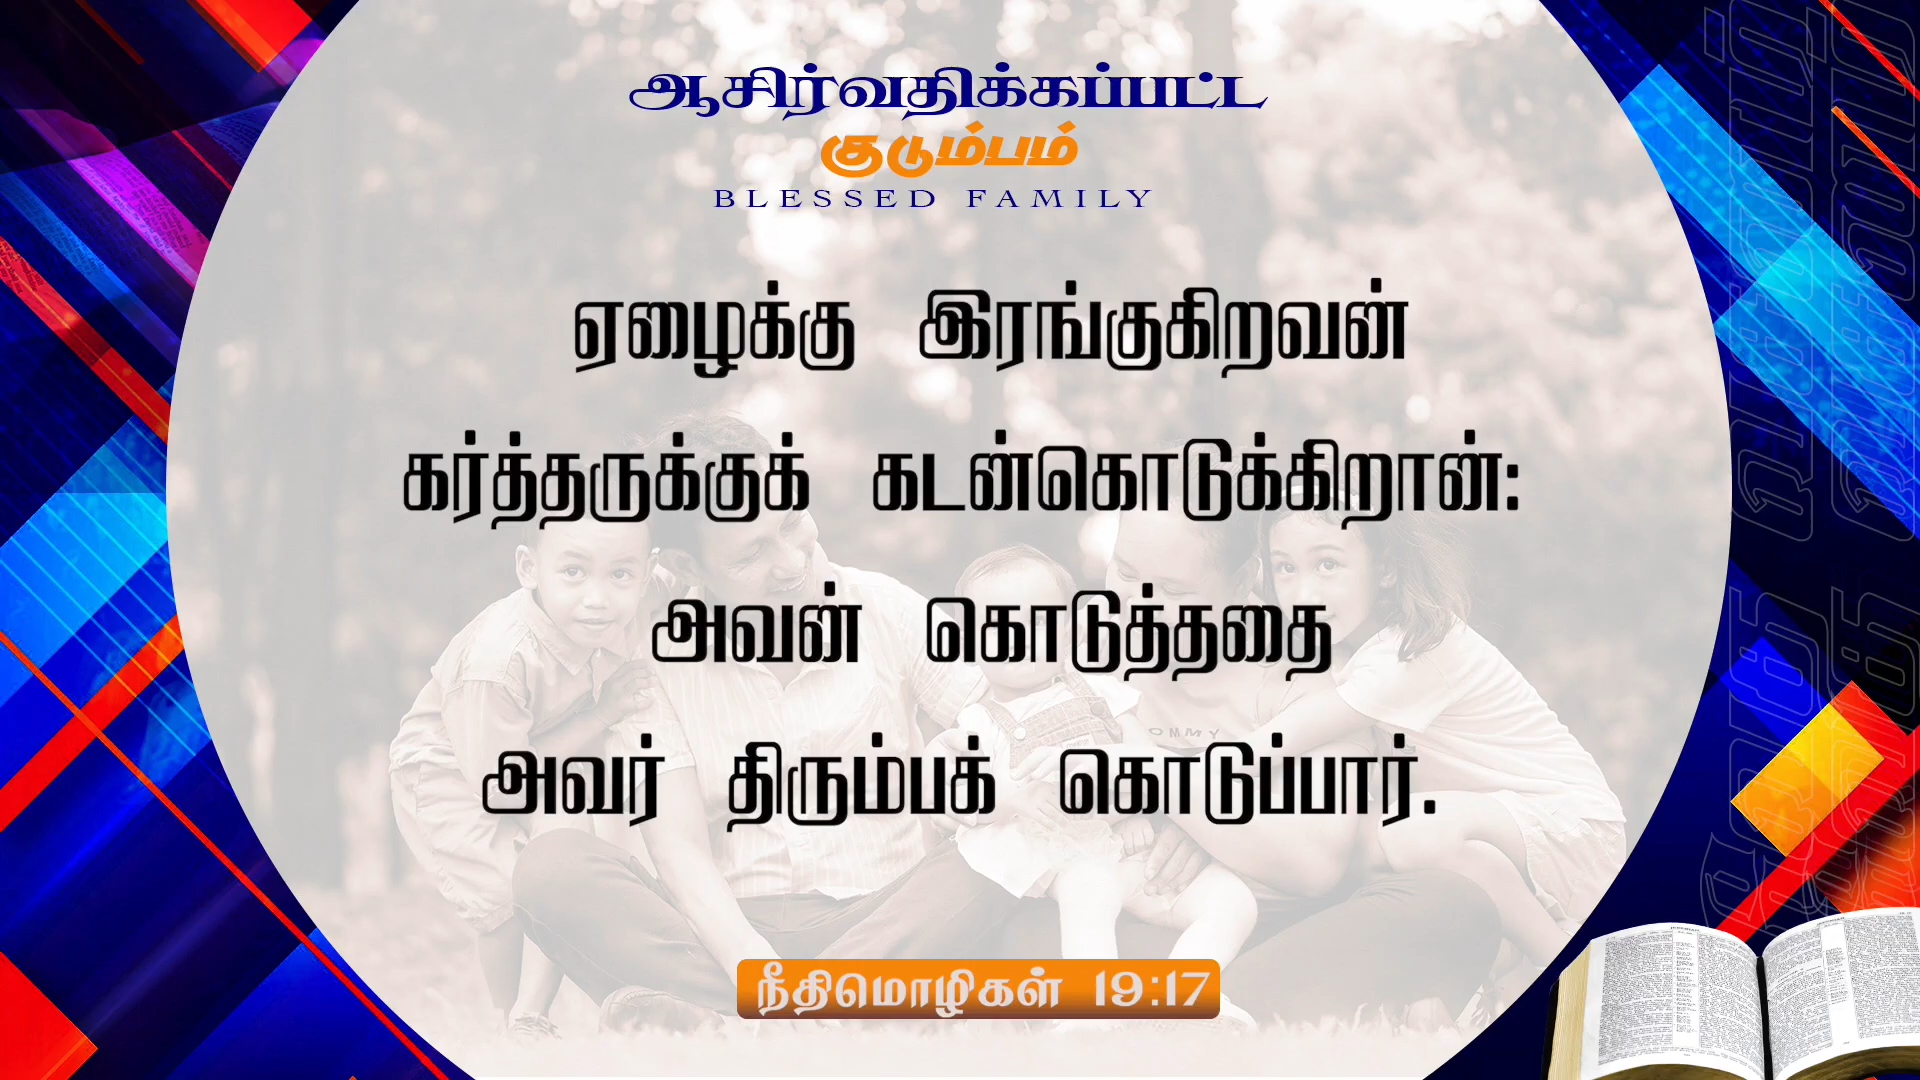 ஆசிர்வதிக்கப்பட்ட
குடும்பம்
BLESSED FAMILY
ஏழைக்கு இரங்குகிறவன்
கர்த்தருக்குக் கடன்கொடுக்கிறான்:
அவன் கொடுத்ததை
அவர் திரும்பக் கொடுப்பார்.
நீதிமொழிகள் 19:17